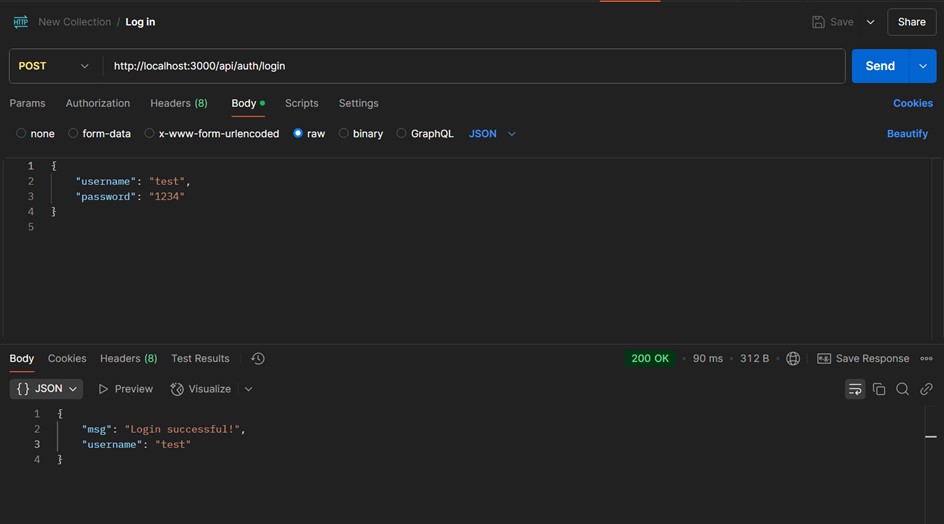 HTTP New Collection / Log in Save Share
POST http://localhost:3000/api/auth/login Send
Params Authorization Headers (8) Body Scripts Settings Cookies
none form-data x-www-form-urlencoded raw binary GraphQL JSON Beautify
1 {
2 "username": "test",
3 "password": "1234"
4 }
5
Body Cookies Headers (8) Test Results 200 OK • 90 ms • 312 B • Save Response
{} JSON Preview Visualize
1 {
2 "msg": "Login successful!",
3 "username": "test"
4 }